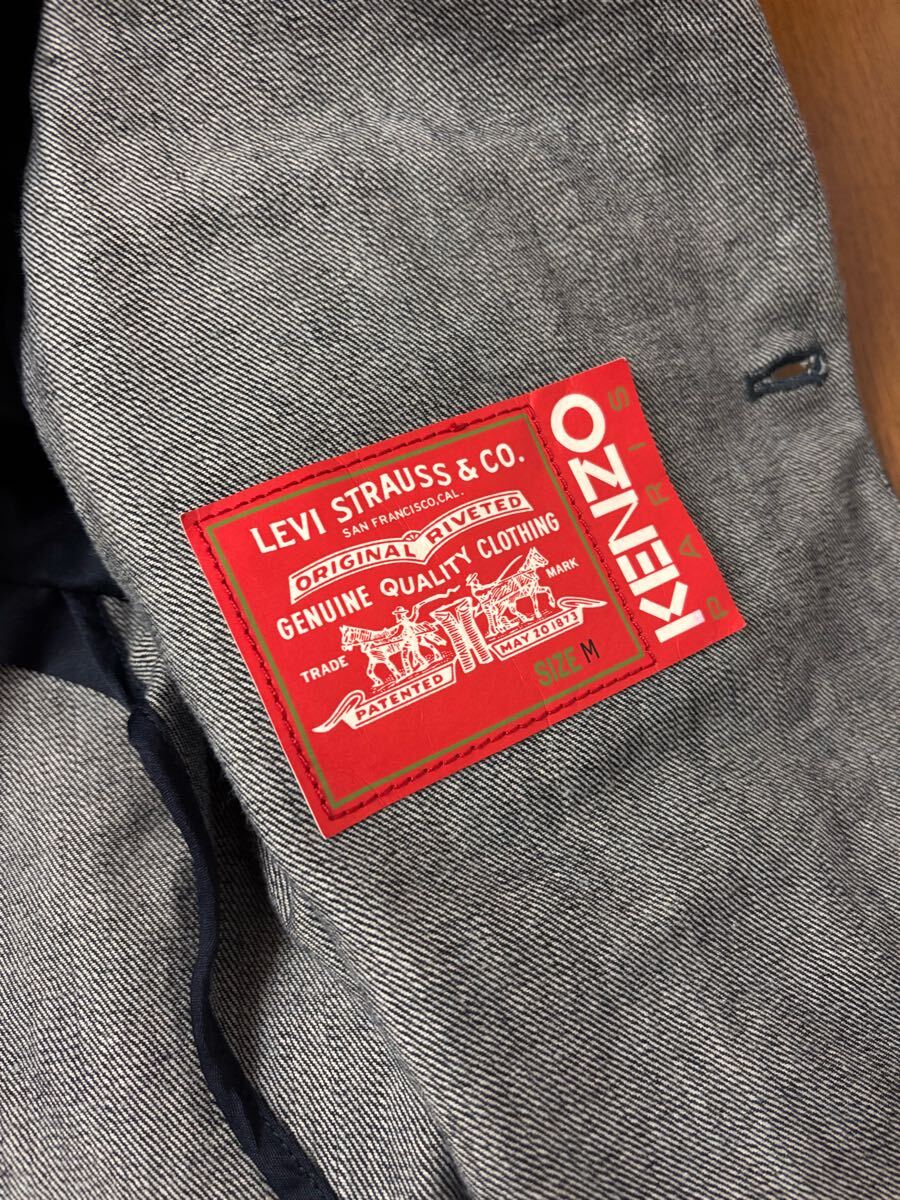 LEVI STRAUSS & CO.
SAN FRANCISCO, CAL.
ORIGINAL RIVETED
GENUINE QUALITY CLOTHING
TRADE MARK
PATENTED MAY 20 1873
SIZE M
KENZO
PARIS